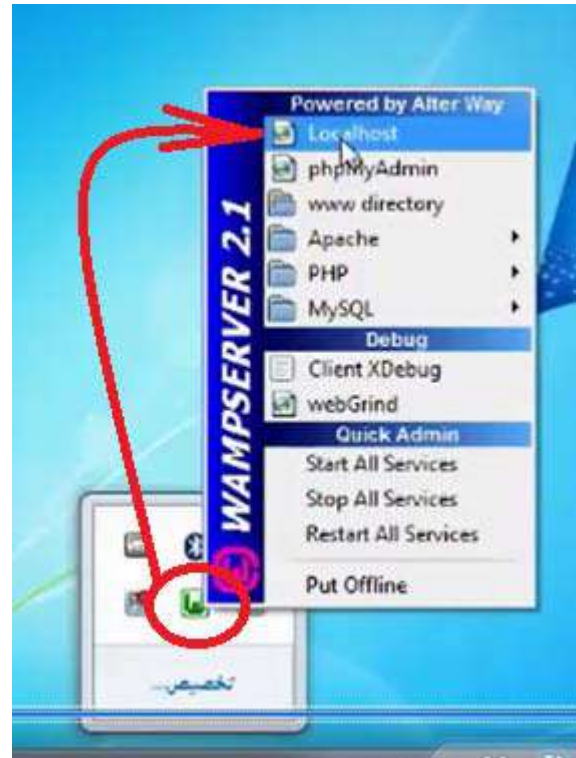 Powered by Alter Way
Localhost
phpMyAdmin
www directory
Apache
PHP
MySQL
Debug
Client XDebug
webGrind
Quick Admin
Start All Services
Stop All Services
Restart All Services
Put Offline
WAMPSERVER 2.1
تخصيص...